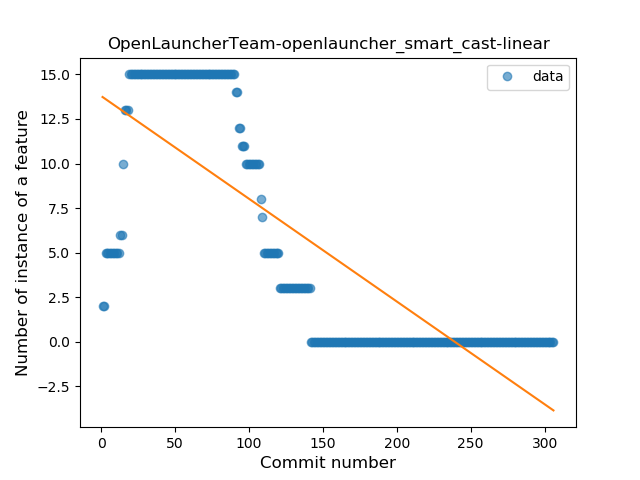 OpenLauncherTeam-openlauncher_smart_cast-linear
data
15.0
12.5
10.0
7.5
5.0
2.5
0.0
−2.5
Number of instance of a feature
0 50 100 150 200 250 300
Commit number